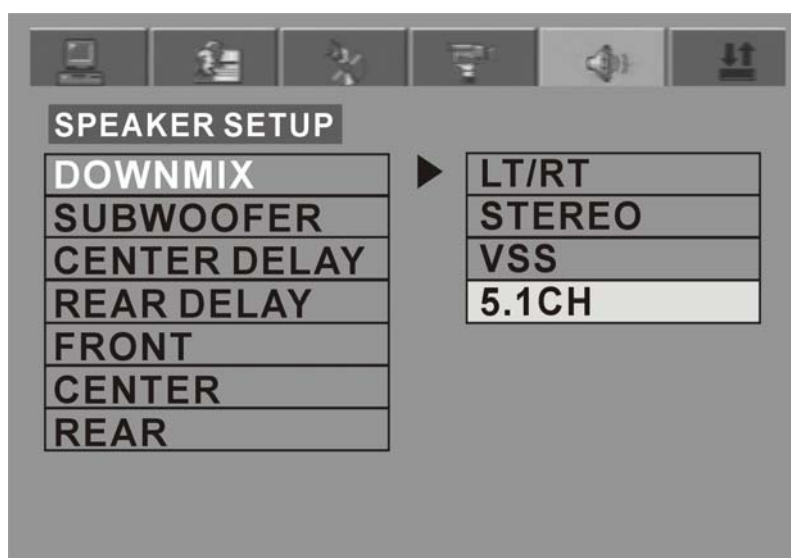 SPEAKER SETUP
DOWNMIX
SUBWOOFER
CENTER DELAY
REAR DELAY
FRONT
CENTER
REAR
LT/RT
STEREO
VSS
5.1CH